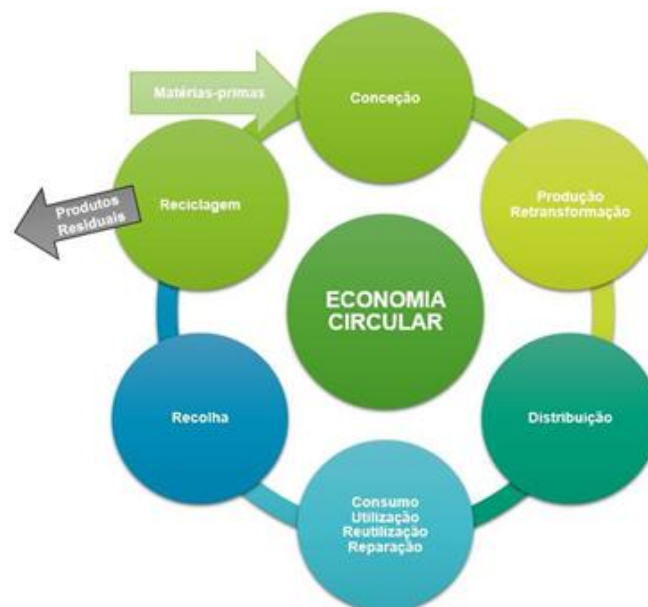 Matérias-primas
Conceção
Produção
Retransformação
Distribuição
Consumo
Utilização
Reutilização
Reparação
Recolha
Reciclagem
Produtos
Residuais
ECONOMIA
CIRCULAR